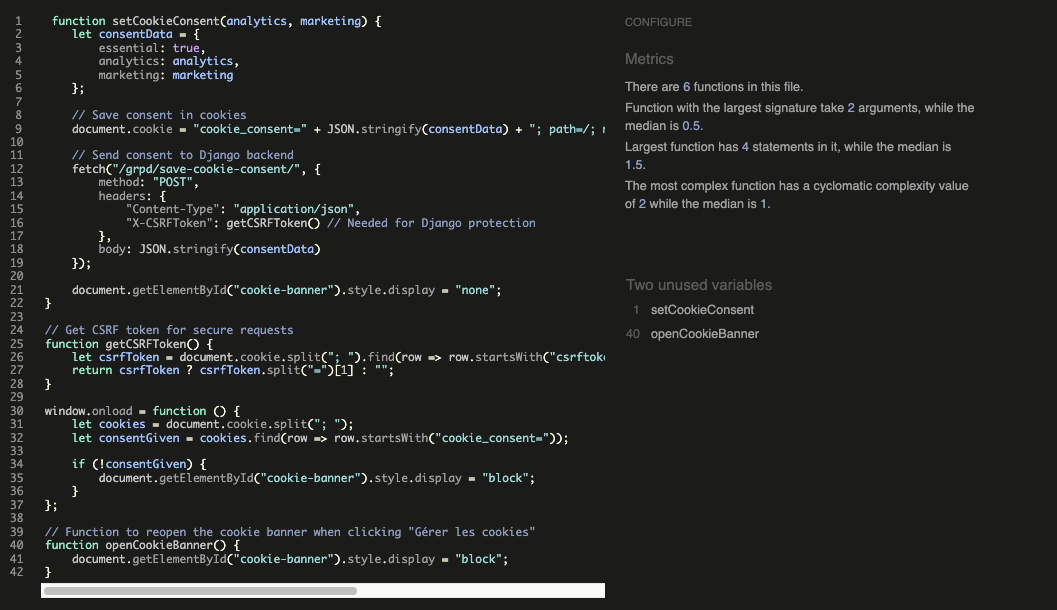 1 function setCookieConsent(analytics, marketing) {
2 let consentData = {
3 essential: true,
4 analytics: analytics,
5 marketing: marketing
6 };
7
8 // Save consent in cookies
9 document.cookie = "cookie_consent=" + JSON.stringify(consentData) + "; path=/;
10
11 // Send consent to Django backend
12 fetch("/grpd/save-cookie-consent/", {
13 method: "POST",
14 headers: {
15 "Content-Type": "application/json",
16 "X-CSRFToken": getCSRFToken() // Needed for Django protection
17 },
18 body: JSON.stringify(consentData)
19 });
20
21 document.getElementById("cookie-banner").style.display = "none";
22 }
23
24 // Get CSRF token for secure requests
25 function getCSRFToken() {
26 let csrfToken = document.cookie.split("; ").find(row => row.startsWith("csrftoke
27 return csrfToken ? csrfToken.split("=")[1] : "";
28 }
29
30 window.onload = function () {
31 let cookies = document.cookie.split("; ");
32 let consentGiven = cookies.find(row => row.startsWith("cookie_consent="));
33
34 if (!consentGiven) {
35 document.getElementById("cookie-banner").style.display = "block";
36 }
37 };
38
39 // Function to reopen the cookie banner when clicking "Gérer les cookies"
40 function openCookieBanner() {
41 document.getElementById("cookie-banner").style.display = "block";
42 }
CONFIGURE
Metrics
There are 6 functions in this file.
Function with the largest signature take 2 arguments, while the
median is 0.5.
Largest function has 4 statements in it, while the median is
1.5.
The most complex function has a cyclomatic complexity value
of 2 while the median is 1.
Two unused variables
1 setCookieConsent
40 openCookieBanner